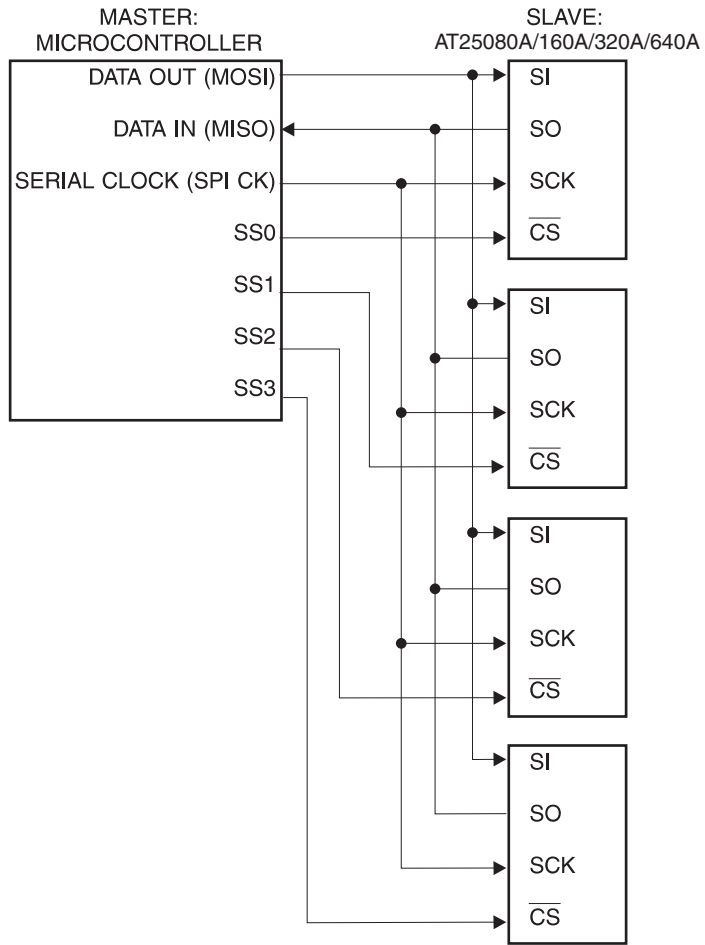 MASTER:
MICROCONTROLLER
SLAVE:
AT25080A/160A/320A/640A
DATA OUT (MOSI)
DATA IN (MISO)
SERIAL CLOCK (SPI CK)
SS0
SS1
SS2
SS3
SI
SO
SCK
CS
SI
SO
SCK
CS
SI
SO
SCK
CS
SI
SO
SCK
CS